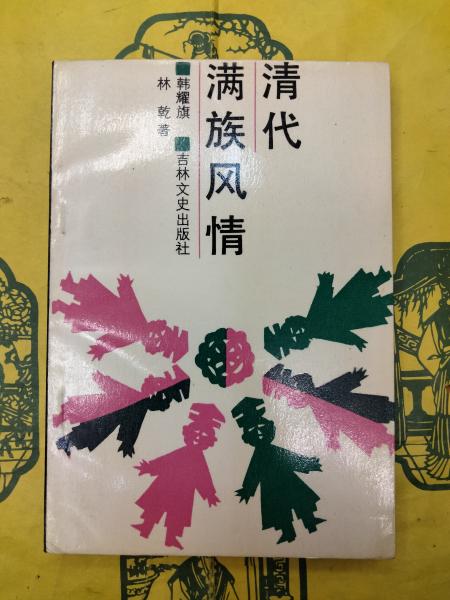 清代
满族风情
韩耀旗
林乾著
吉林文史出版社